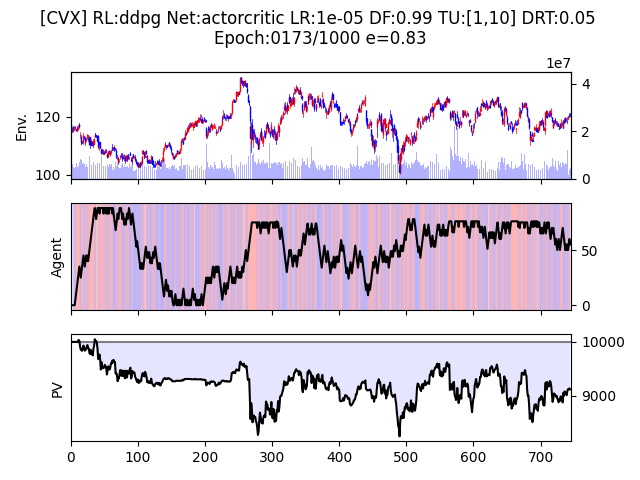 [CVX] RL:ddpg Net:actorcritic LR:1e-05 DF:0.99 TU:[1,10] DRT:0.05
Epoch:0173/1000 e=0.83
1e7
Env.
120
100
4
2
0
Agent
50
0
PV
10000
9000
0 100 200 300 400 500 600 700